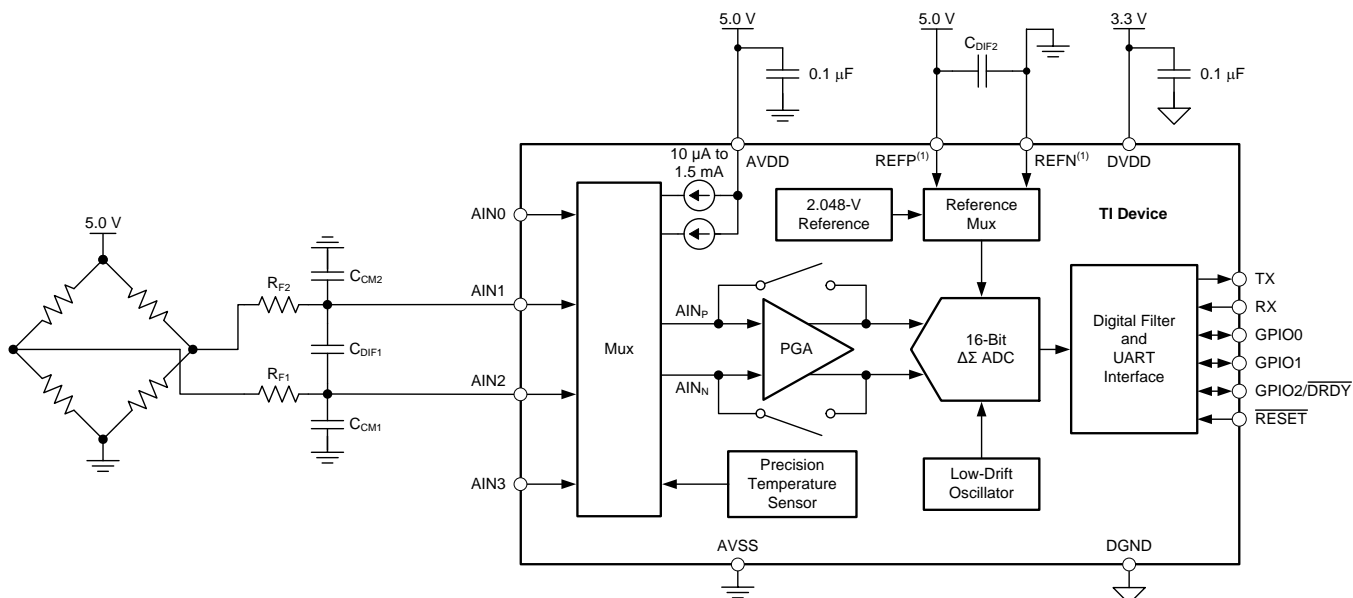 5.0 V
5.0 V
3.3 V
C_DIF2
0.1 µF
0.1 µF
AVDD
REFP(1)
REFN(1)
DVDD
10 µA to
1.5 mA
2.048-V
Reference
Reference
Mux
TI Device
5.0 V
AIN0
R_F2
C_CM2
AIN1
C_DIF1
R_F1
AIN2
C_CM1
AIN3
Mux
AIN_P
AIN_N
PGA
16-Bit
ΔΣ ADC
Digital Filter
and
UART
Interface
TX
RX
GPIO0
GPIO1
GPIO2/DRDY
RESET
Precision
Temperature
Sensor
Low-Drift
Oscillator
AVSS
DGND